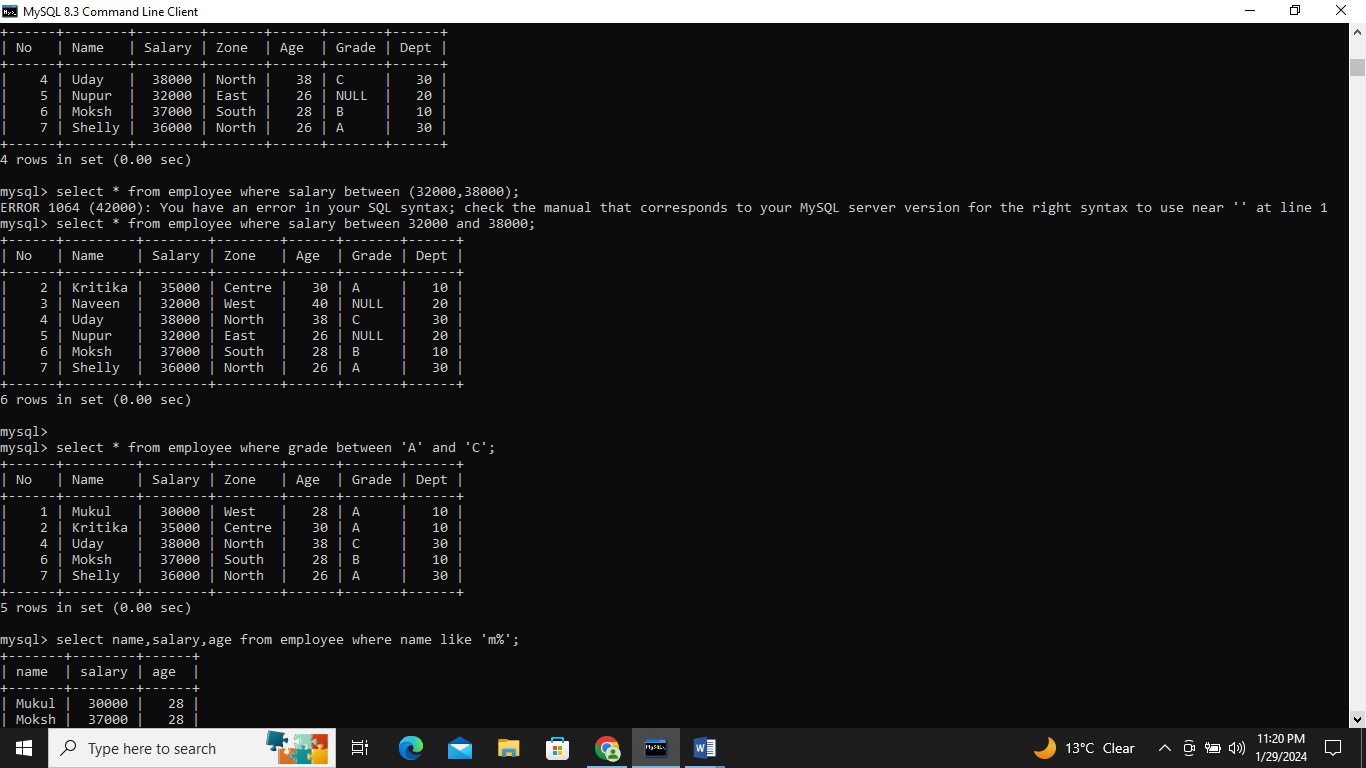 MySQL 8.3 Command Line Client
+------+--------+--------+-------+------+-------+------+
| No   | Name   | Salary | Zone  | Age  | Grade | Dept |
+------+--------+--------+-------+------+-------+------+
|    4 | Uday   |  38000 | North |   38 | C     |   30 |
|    5 | Nupur  |  32000 | East  |   26 | NULL  |   20 |
|    6 | Moksh  |  37000 | South |   28 | B     |   10 |
|    7 | Shelly |  36000 | North |   26 | A     |   30 |
+------+--------+--------+-------+------+-------+------+
4 rows in set (0.00 sec)
mysql> select * from employee where salary between (32000,38000);
ERROR 1064 (42000): You have an error in your SQL syntax; check the manual that corresponds to your MySQL server version for the right syntax to use near '' at line 1
mysql> select * from employee where salary between 32000 and 38000;
+------+---------+--------+--------+------+-------+------+
| No   | Name    | Salary | Zone   | Age  | Grade | Dept |
+------+---------+--------+--------+------+-------+------+
|    2 | Kritika |  35000 | Centre |   30 | A     |   10 |
|    3 | Naveen  |  32000 | West   |   40 | NULL  |   20 |
|    4 | Uday    |  38000 | North  |   38 | C     |   30 |
|    5 | Nupur   |  32000 | East   |   26 | NULL  |   20 |
|    6 | Moksh   |  37000 | South  |   28 | B     |   10 |
|    7 | Shelly  |  36000 | North  |   26 | A     |   30 |
+------+---------+--------+--------+------+-------+------+
6 rows in set (0.00 sec)
mysql>
mysql> select * from employee where grade between 'A' and 'C';
+------+---------+--------+--------+------+-------+------+
| No   | Name    | Salary | Zone   | Age  | Grade | Dept |
+------+---------+--------+--------+------+-------+------+
|    1 | Mukul   |  30000 | West   |   28 | A     |   10 |
|    2 | Kritika |  35000 | Centre |   30 | A     |   10 |
|    4 | Uday    |  38000 | North  |   38 | C     |   30 |
|    6 | Moksh   |  37000 | South  |   28 | B     |   10 |
|    7 | Shelly  |  36000 | North  |   26 | A     |   30 |
+------+---------+--------+--------+------+-------+------+
5 rows in set (0.00 sec)
mysql> select name,salary,age from employee where name like 'm%';
+-------+--------+------+
| name  | salary | age  |
+-------+--------+------+
| Mukul |  30000 |   28 |
| Moksh |  37000 |   28 |
Type here to search
13°C Clear
11:20 PM
1/29/2024